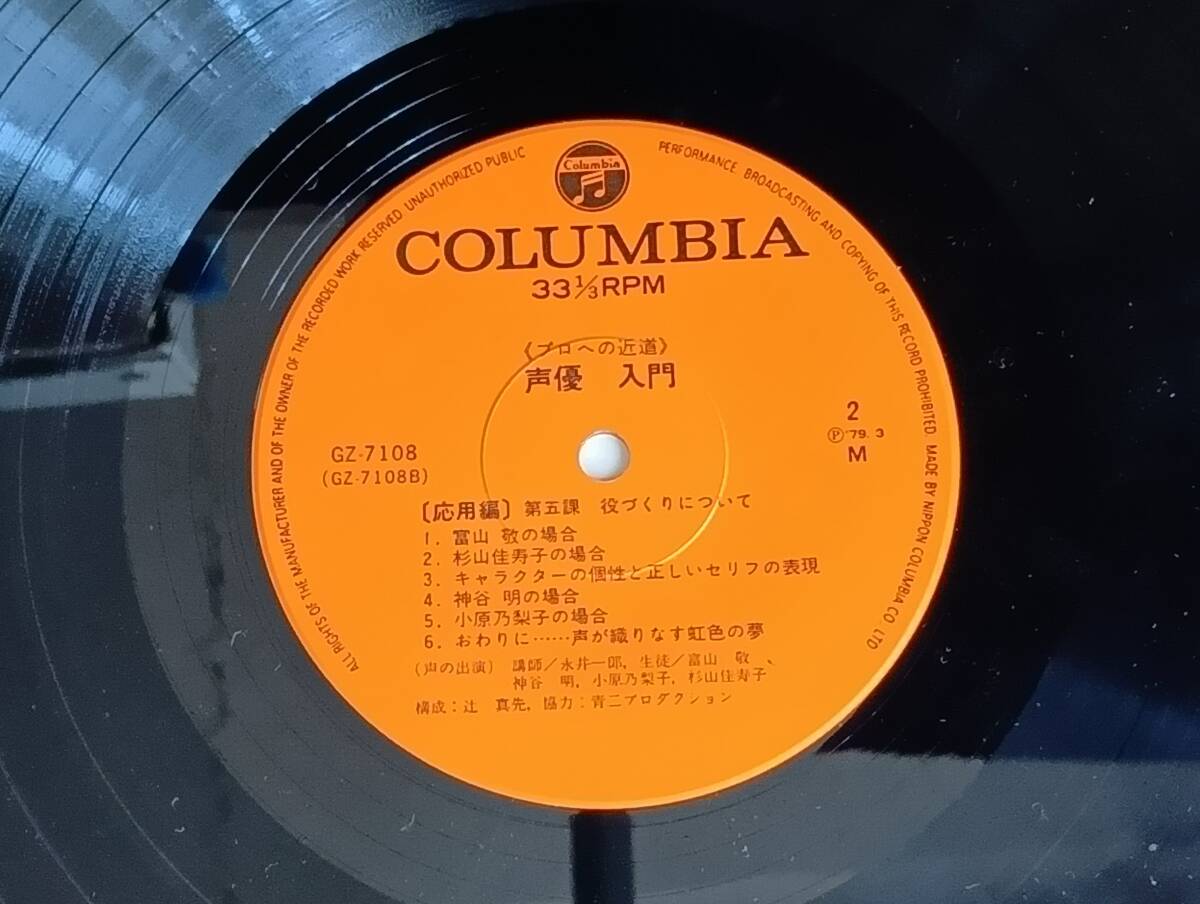 ALL RIGHTS OF THE MANUFACTURER AND OF THE OWNER OF THE RECORDED WORK RESERVED UNAUTHORIZED PUBLIC PERFORMANCE. BROADCASTING AND COPYING OF THIS RECORD PROHIBITED. MADE BY NIPPON COLUMBIA CO. LTD
Columbia
COLUMBIA
33 1/3 RPM
《プロへの近道》
声優 入門
2
Ⓟ '79. 3
M
GZ-7108
(GZ-7108B)
〔応用編〕 第五課 役づくりについて
1. 富山 敬の場合
2. 杉山佳寿子の場合
3. キャラクターの個性と正しいセリフの表現
4. 神谷 明の場合
5. 小原乃梨子の場合
6. おわりに……声が織りなす虹色の夢
(声の出演) 講師/永井一郎, 生徒/富山 敬、
神谷 明, 小原乃梨子, 杉山佳寿子
構成:辻 真先, 協力:青二プロダクション